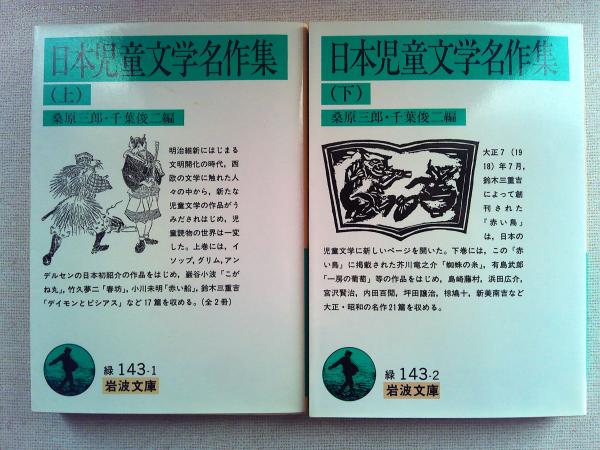 日本児童文学名作集
(上)
桑原三郎・千葉俊二編
明治維新にはじまる
文明開化の時代,西
欧の文学に触れた人
々の中から,新たな
児童文学の作品がう
みだされはじめ,児
童読物の世界は一変
した。上巻には,イ
ソップ,グリム,アン
デルセンの日本初紹介の作品をはじめ,巌谷小波「こが
ね丸」,竹久夢二「春坊」,小川未明「赤い船」,鈴木三重吉
「デイモンとピシアス」など17篇を収める。(全2冊)
緑 143-1
岩波文庫
日本児童文学名作集
(下)
桑原三郎・千葉俊二編
大正7(19
18)年7月,
鈴木三重吉
によって創
刊された
『赤い鳥』
は,日本の
児童文学に新しいページを開いた。下巻には,この『赤
い鳥』に掲載された芥川竜之介「蜘蛛の糸」,有島武郎
「一房の葡萄」等の作品をはじめ,島崎藤村,浜田広介,
宮沢賢治,内田百閒,坪田譲治,椋鳩十,新美南吉など
大正・昭和の名作21篇を収める。
緑 143-2
岩波文庫